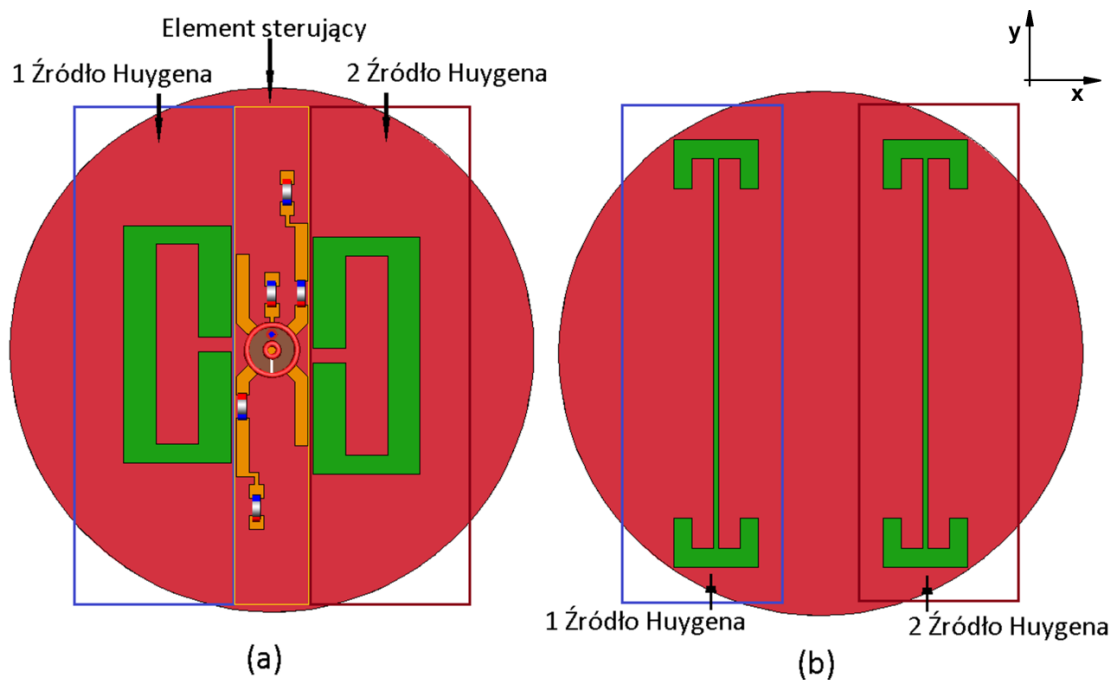 Element sterujący
1 Źródło Huygena
2 Źródło Huygena
y
x
1 Źródło Huygena
2 Źródło Huygena
(a)
(b)